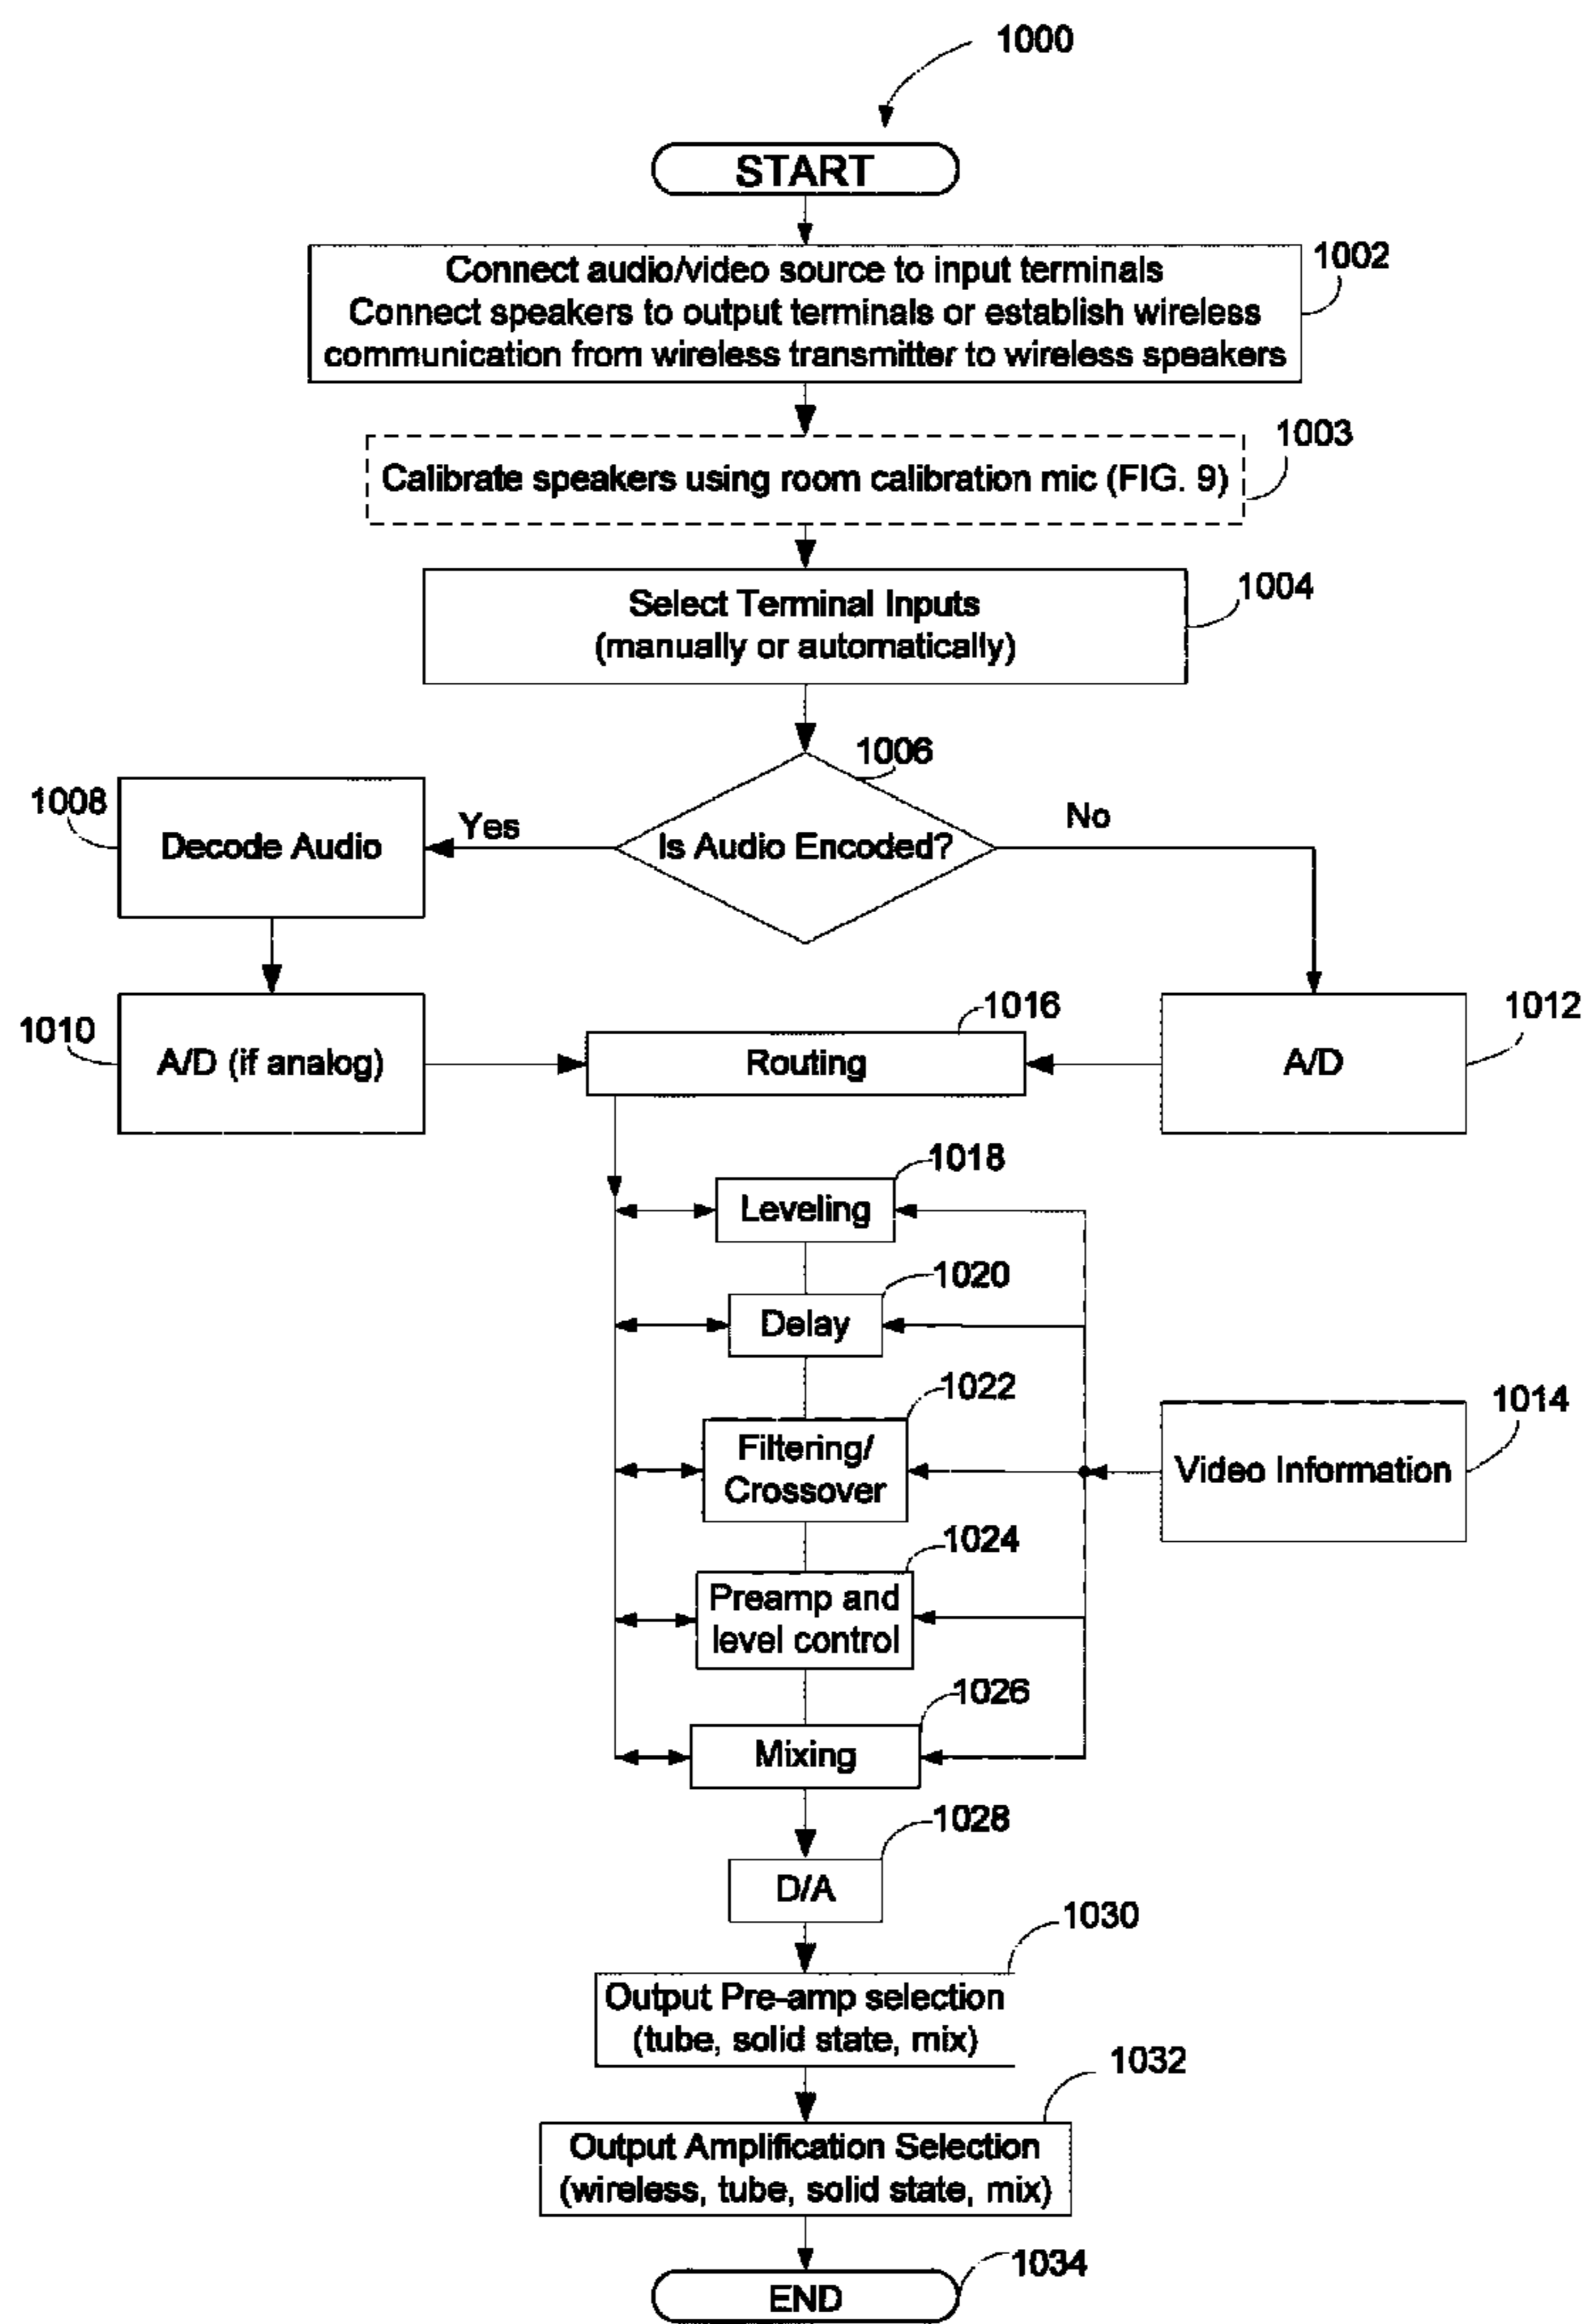 1000
START
Connect audio/video source to input terminals
Connect speakers to output terminals or establish wireless
communication from wireless transmitter to wireless speakers
1002
1003
Calibrate speakers using room calibration mic (FIG. 9)
1004
Select Terminal Inputs
(manually or automatically)
1006
1008
Decode Audio
Yes
Is Audio Encoded?
No
1010
A/D (if analog)
1016
Routing
1012
A/D
1018
Leveling
1020
Delay
1022
Filtering/
Crossover
1014
Video Information
1024
Preamp and
level control
1026
Mixing
1028
D/A
1030
Output Pre-amp selection
(tube, solid state, mix)
1032
Output Amplification Selection
(wireless, tube, solid state, mix)
1034
END